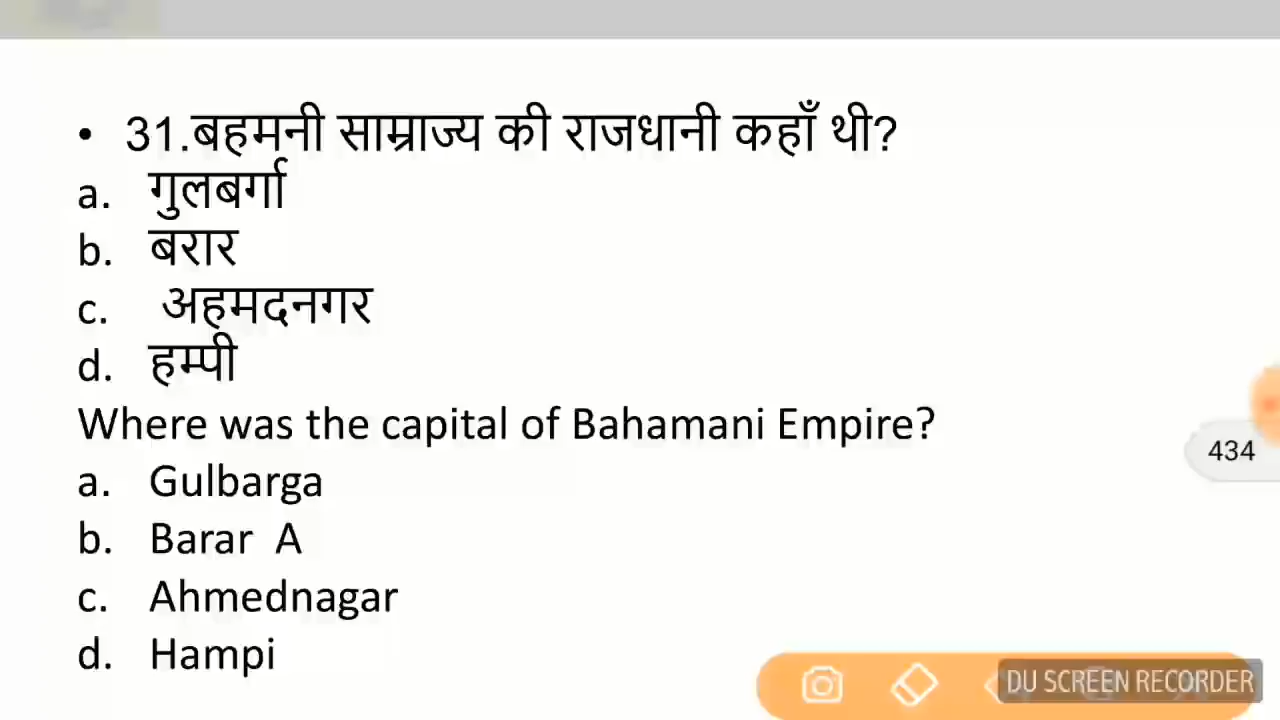 • 31.बहमनी साम्राज्य की राजधानी कहाँ थी?
a. गुलबर्गा
b. बरार
c. अहमदनगर
d. हम्पी
Where was the capital of Bahamani Empire?
a. Gulbarga
434
b. Barar A
c. Ahmednagar
d. Hampi
DU SCREEN RECORDER